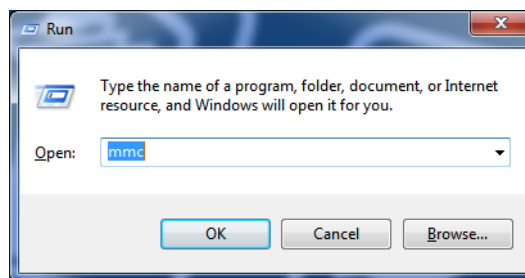 Run
Type the name of a program, folder, document, or Internet
resource, and Windows will open it for you.
Open: mmc
OK Cancel Browse...